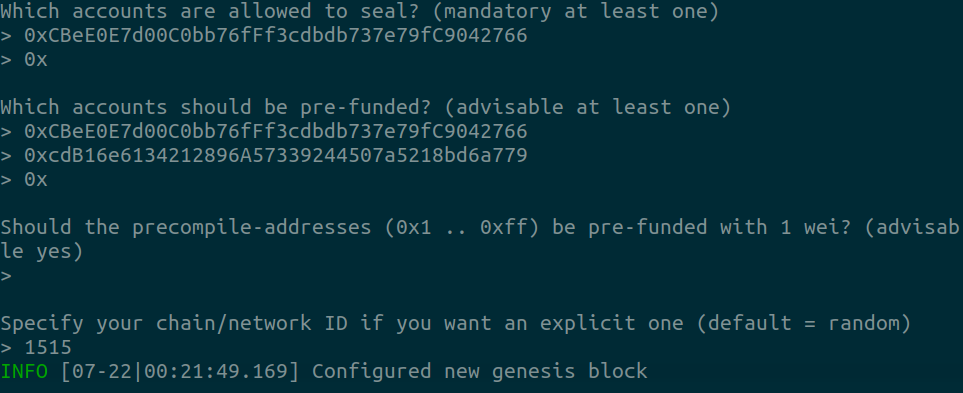 Which accounts are allowed to seal? (mandatory at least one)
> 0xCBeE0E7d00C0bb76fFf3cdbdb737e79fC9042766
> 0x
Which accounts should be pre-funded? (advisable at least one)
> 0xCBeE0E7d00C0bb76fFf3cdbdb737e79fC9042766
> 0xcdB16e6134212896A57339244507a5218bd6a779
> 0x
Should the precompile-addresses (0x1 .. 0xff) be pre-funded with 1 wei? (advisab
le yes)
>
Specify your chain/network ID if you want an explicit one (default = random)
> 1515
INFO [07-22|00:21:49.169] Configured new genesis block